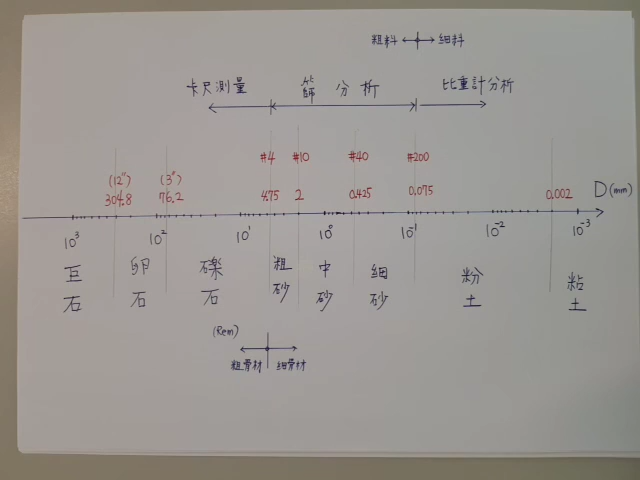 粗料 細料
卡尺測量 篩分析 比重計分析
#4 #10 #40 #200
(12") (3")
304.8 76.2 4.75 2 0.425 0.075 0.002 D(mm)
10³ 10² 10¹ 10⁰ 10⁻¹ 10⁻² 10⁻³
巨石 卵石 礫石 粗砂 中砂 細砂 粉土 粘土
(Rem)
粗骨材 細骨材